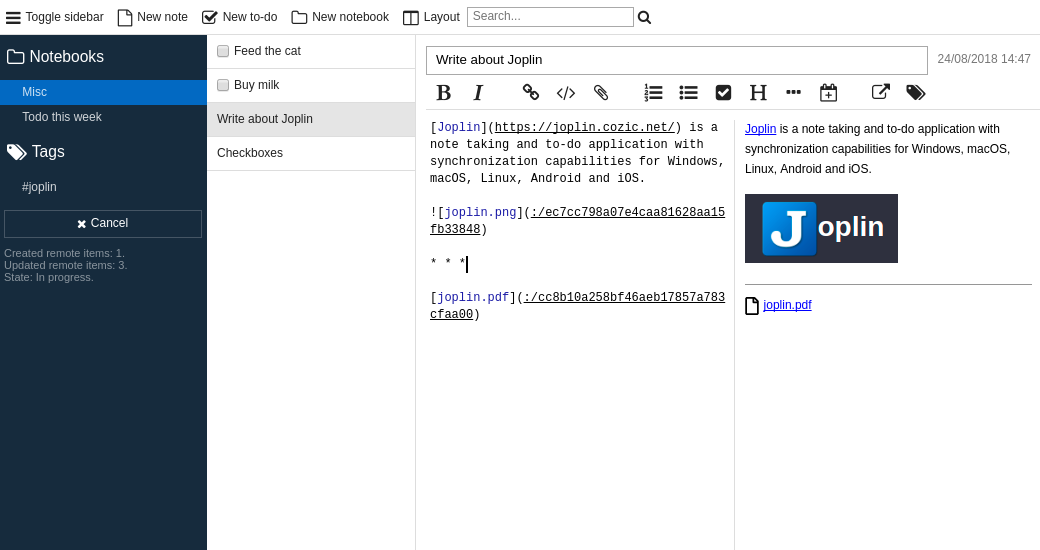 Toggle sidebar New note New to-do New notebook Layout Search...
Notebooks
Misc
Todo this week
Tags
#joplin
Cancel
Created remote items: 1.
Updated remote items: 3.
State: In progress.
Feed the cat
Buy milk
Write about Joplin
Checkboxes
Write about Joplin 24/08/2018 14:47
[Joplin](https://joplin.cozic.net/) is a
note taking and to-do application with
synchronization capabilities for Windows,
macOS, Linux, Android and iOS.
![joplin.png](:/ec7cc798a07e4caa81628aa15
fb33848)
* * *
[joplin.pdf](:/cc8b10a258bf46aeb17857a783
cfaa00)
Joplin is a note taking and to-do application with
synchronization capabilities for Windows, macOS,
Linux, Android and iOS.
Joplin
joplin.pdf